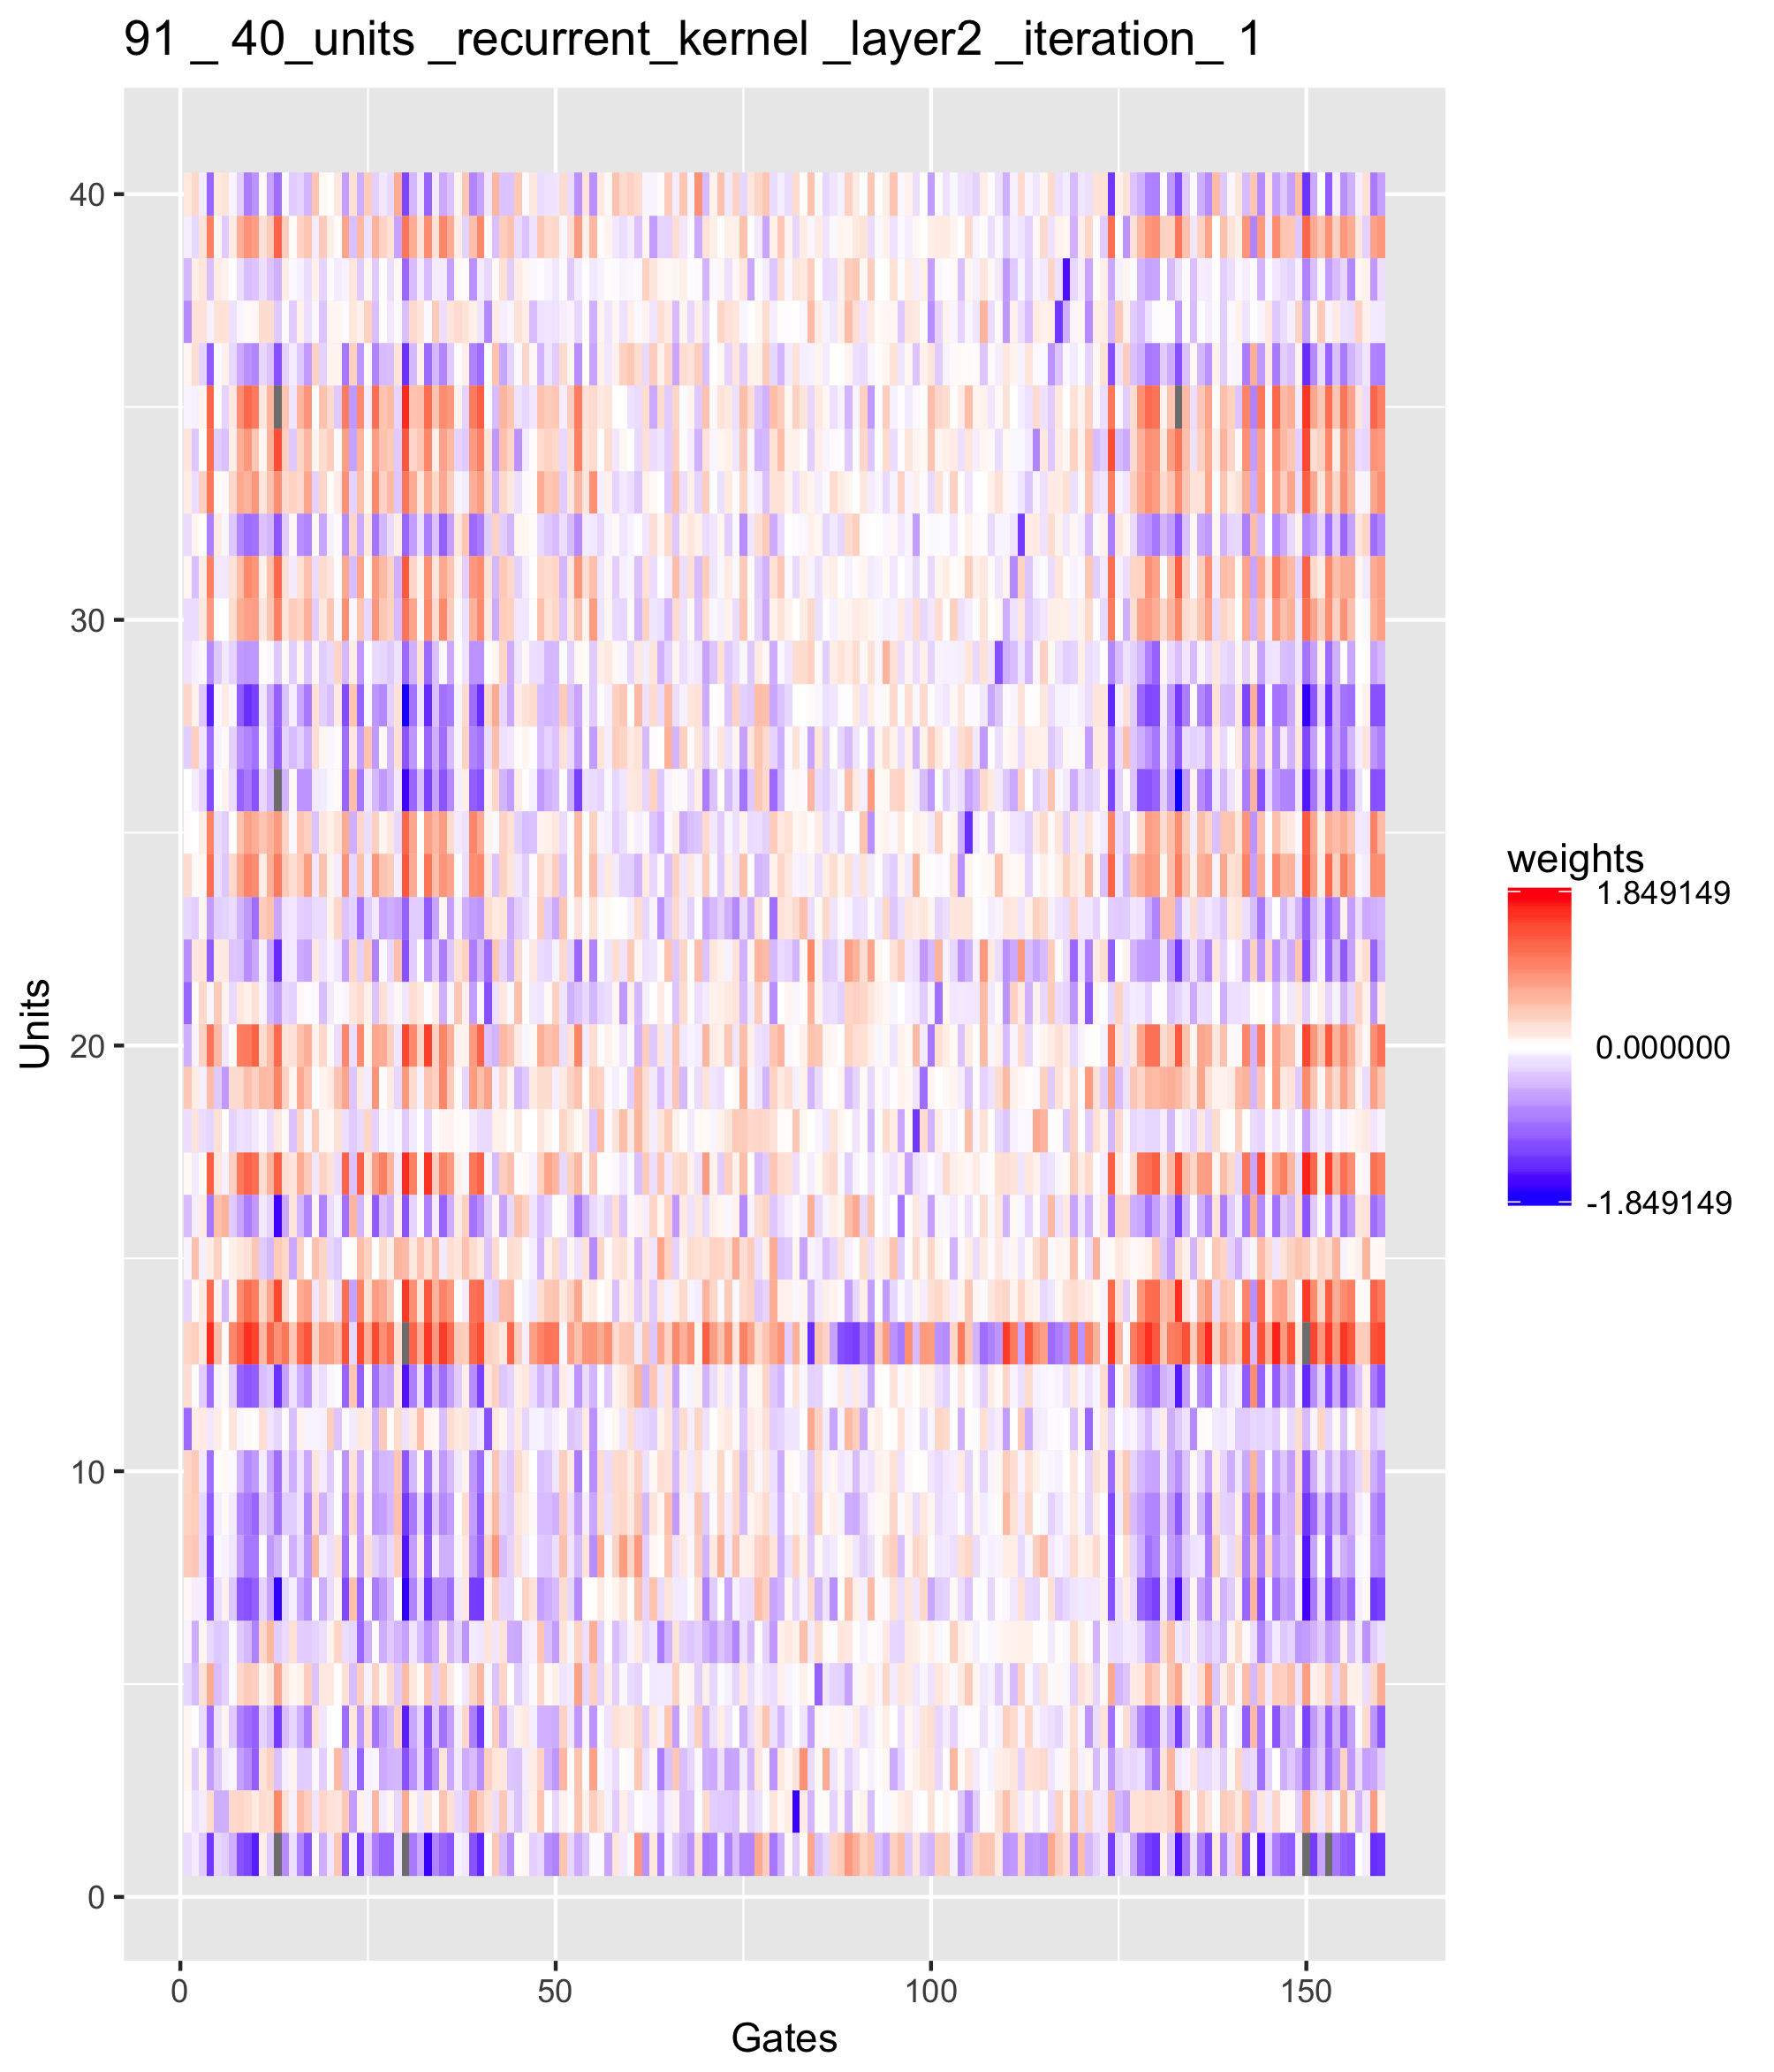 91 _ 40_units _recurrent_kernel _layer2 _iteration_ 1
40
30
20
10
0
Units
0 50 100 150
Gates
weights
1.849149
0.000000
-1.849149